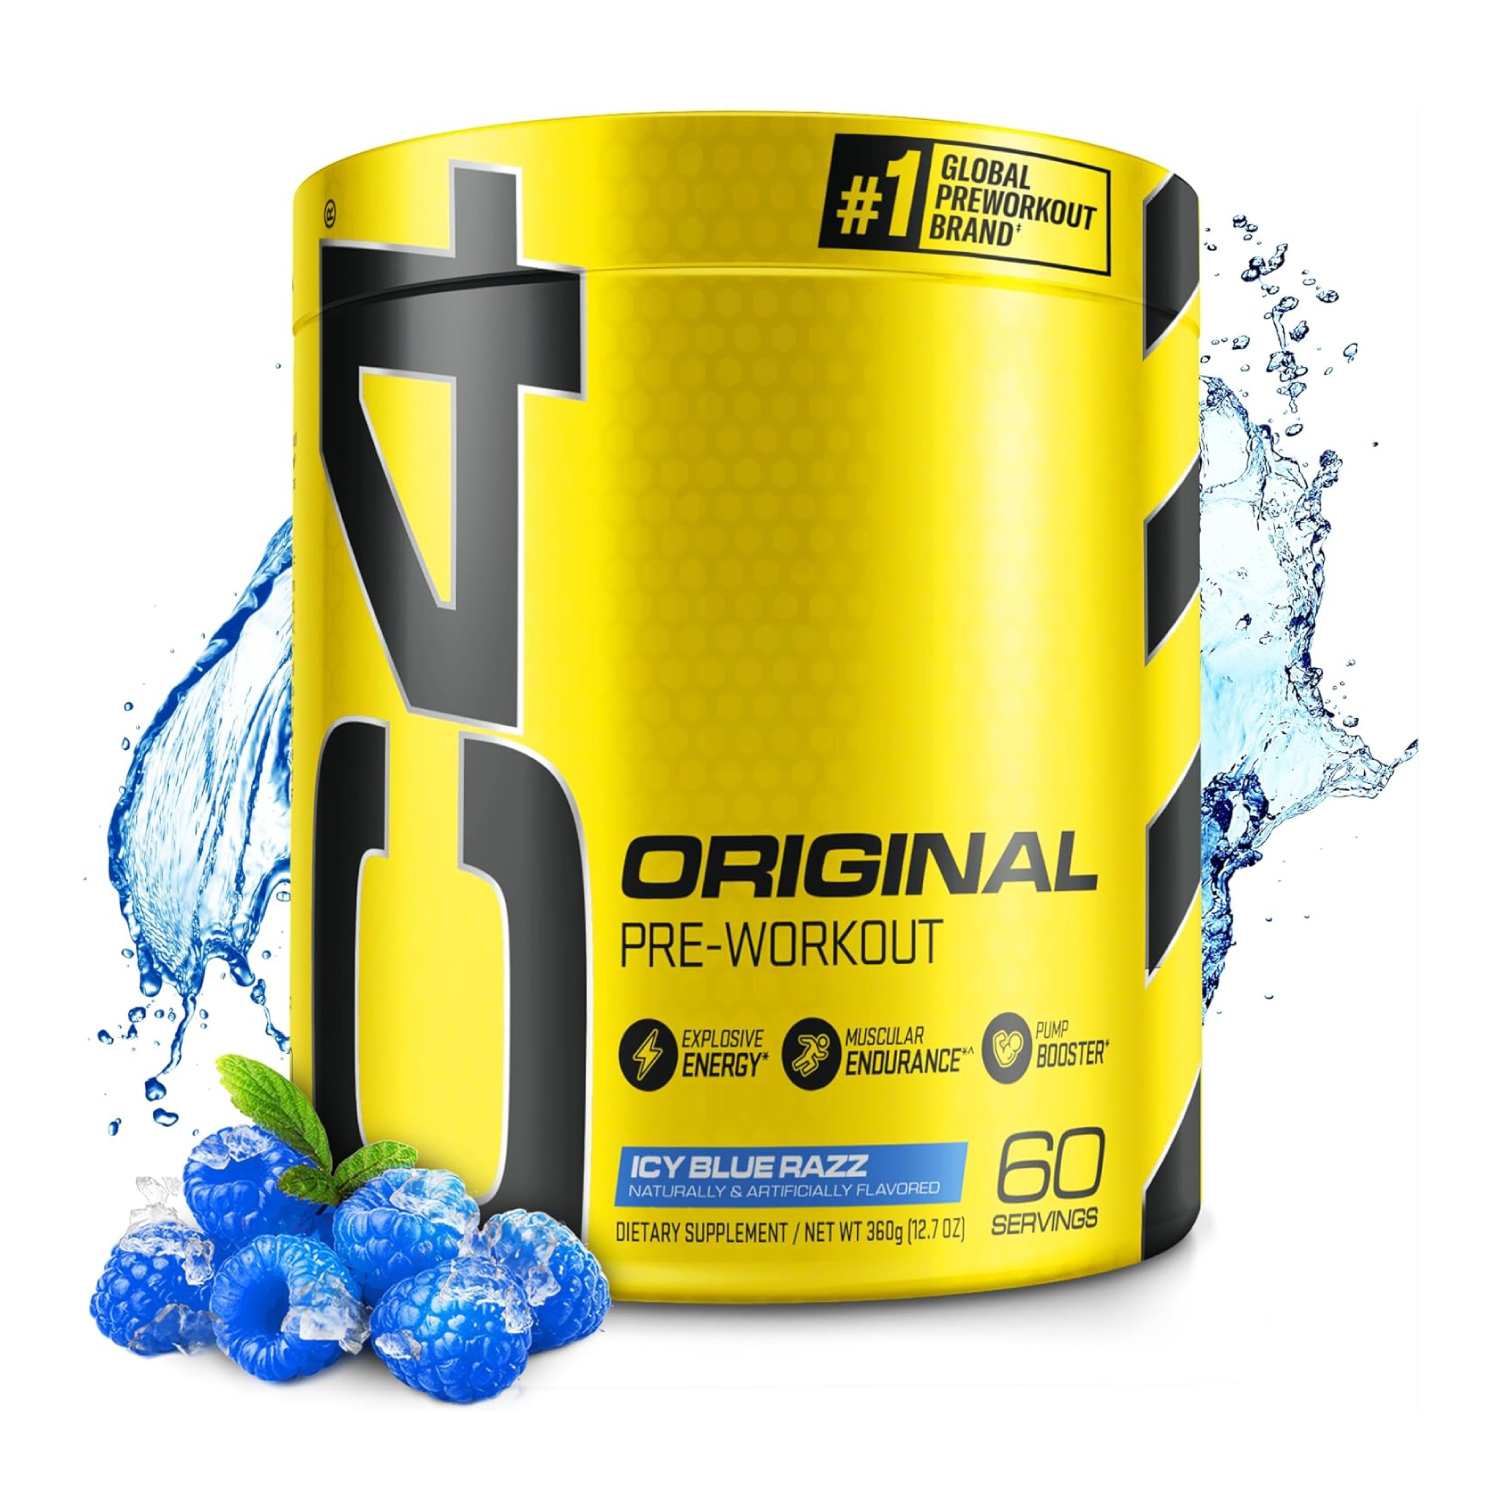 C4®
#1
GLOBAL
PREWORKOUT
BRAND‡
ORIGINAL
PRE-WORKOUT
EXPLOSIVE
ENERGY*
MUSCULAR
ENDURANCE*^
PUMP
BOOSTER*
ICY BLUE RAZZ
NATURALLY & ARTIFICIALLY FLAVORED
DIETARY SUPPLEMENT / NET WT 360g (12.7 OZ)
60
SERVINGS